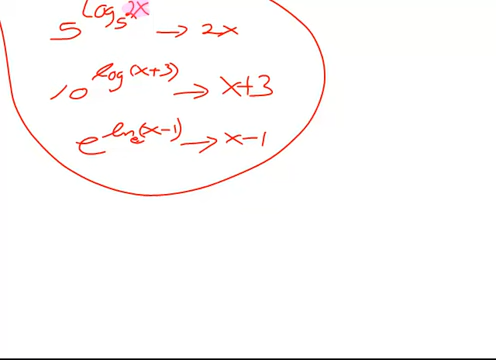 5^{log_5 2x} → 2x
10^{log(x+3)} → x+3
e^{ln_e(x-1)} → x-1